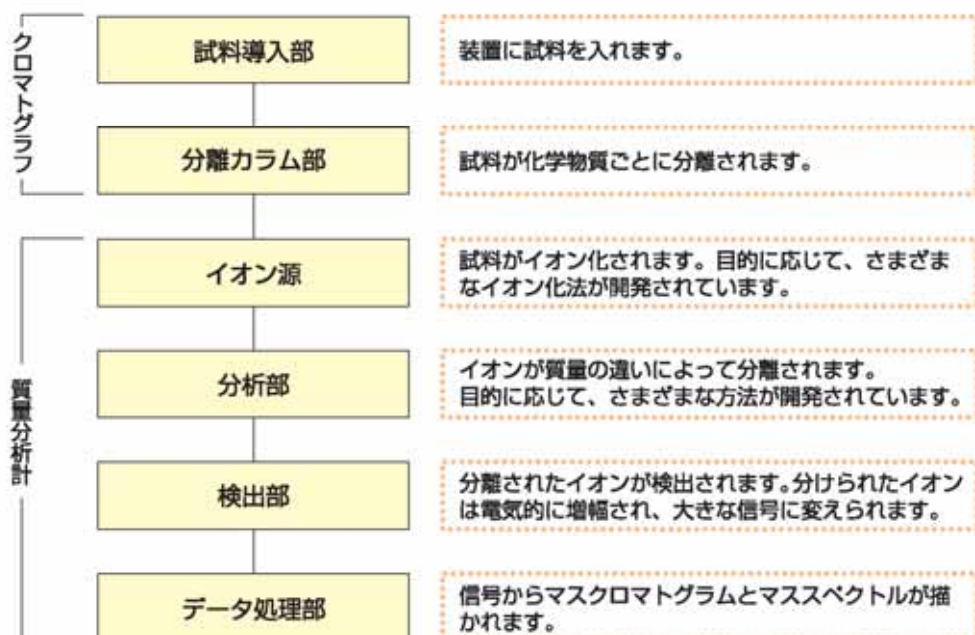 クロマトグラフ
試料導入部
装置に試料を入れます。
分離カラム部
試料が化学物質ごとに分離されます。
質量分析計
イオン源
試料がイオン化されます。目的に応じて、さまざま
なイオン化法が開発されています。
分析部
イオンが質量の違いによって分離されます。
目的に応じて、さまざまな方法が開発されています。
検出部
分離されたイオンが検出されます。分けられたイオン
は電気的に増幅され、大きな信号に変えられます。
データ処理部
信号からマスクロマトグラムとマススペクトルが描
かれます。